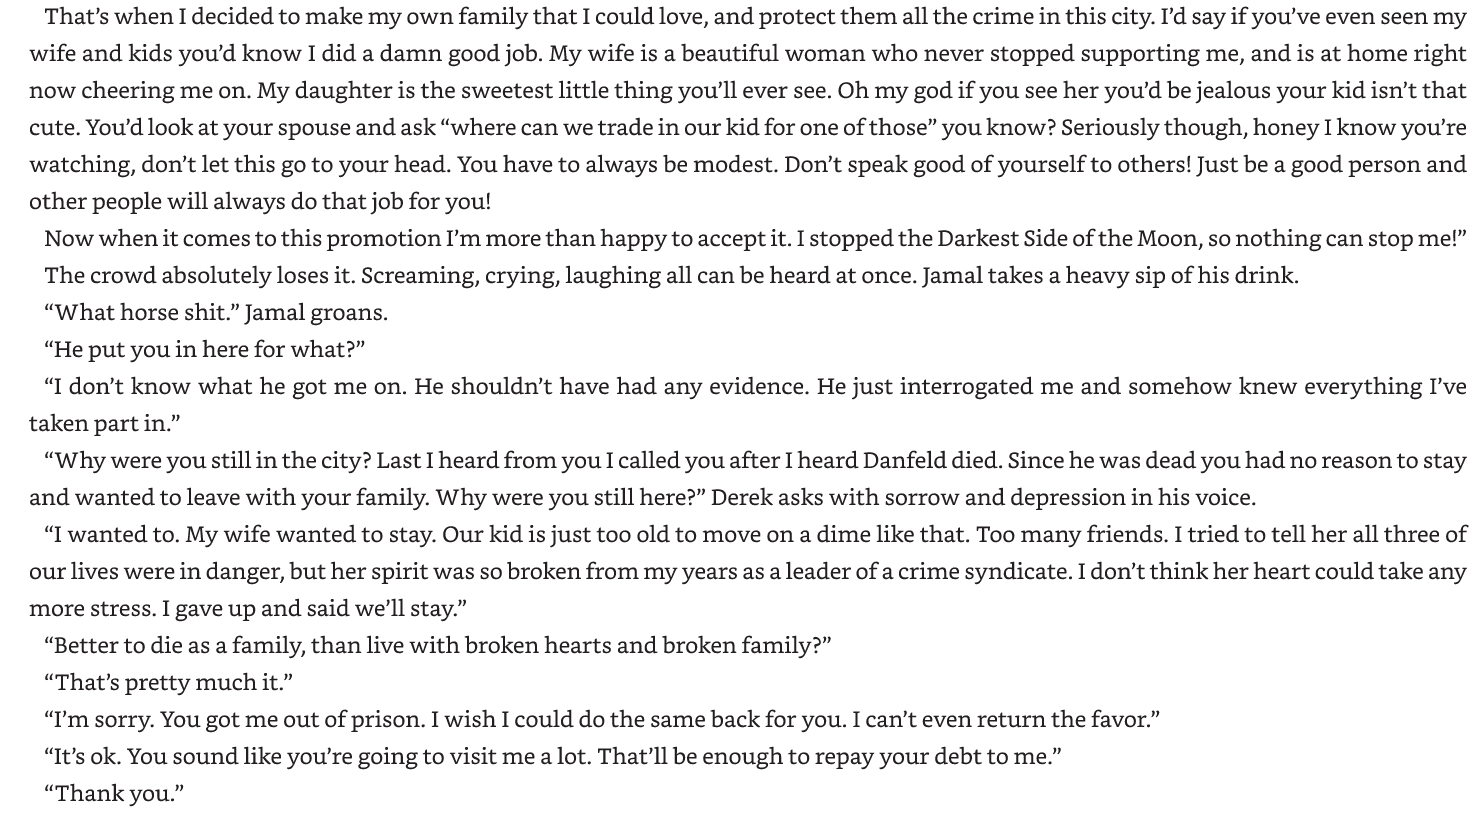 That’s when I decided to make my own family that I could love, and protect them all the crime in this city. I’d say if you’ve even seen my
wife and kids you’d know I did a damn good job. My wife is a beautiful woman who never stopped supporting me, and is at home right
now cheering me on. My daughter is the sweetest little thing you’ll ever see. Oh my god if you see her you’d be jealous your kid isn’t that
cute. You’d look at your spouse and ask “where can we trade in our kid for one of those” you know? Seriously though, honey I know you’re
watching, don’t let this go to your head. You have to always be modest. Don’t speak good of yourself to others! Just be a good person and
other people will always do that job for you!
Now when it comes to this promotion I’m more than happy to accept it. I stopped the Darkest Side of the Moon, so nothing can stop me!”
The crowd absolutely loses it. Screaming, crying, laughing all can be heard at once. Jamal takes a heavy sip of his drink.
“What horse shit.” Jamal groans.
“He put you in here for what?”
“I don’t know what he got me on. He shouldn’t have had any evidence. He just interrogated me and somehow knew everything I’ve
taken part in.”
“Why were you still in the city? Last I heard from you I called you after I heard Danfeld died. Since he was dead you had no reason to stay
and wanted to leave with your family. Why were you still here?” Derek asks with sorrow and depression in his voice.
“I wanted to. My wife wanted to stay. Our kid is just too old to move on a dime like that. Too many friends. I tried to tell her all three of
our lives were in danger, but her spirit was so broken from my years as a leader of a crime syndicate. I don’t think her heart could take any
more stress. I gave up and said we’ll stay.”
“Better to die as a family, than live with broken hearts and broken family?”
“That’s pretty much it.”
“I’m sorry. You got me out of prison. I wish I could do the same back for you. I can’t even return the favor.”
“It’s ok. You sound like you’re going to visit me a lot. That’ll be enough to repay your debt to me.”
“Thank you.”